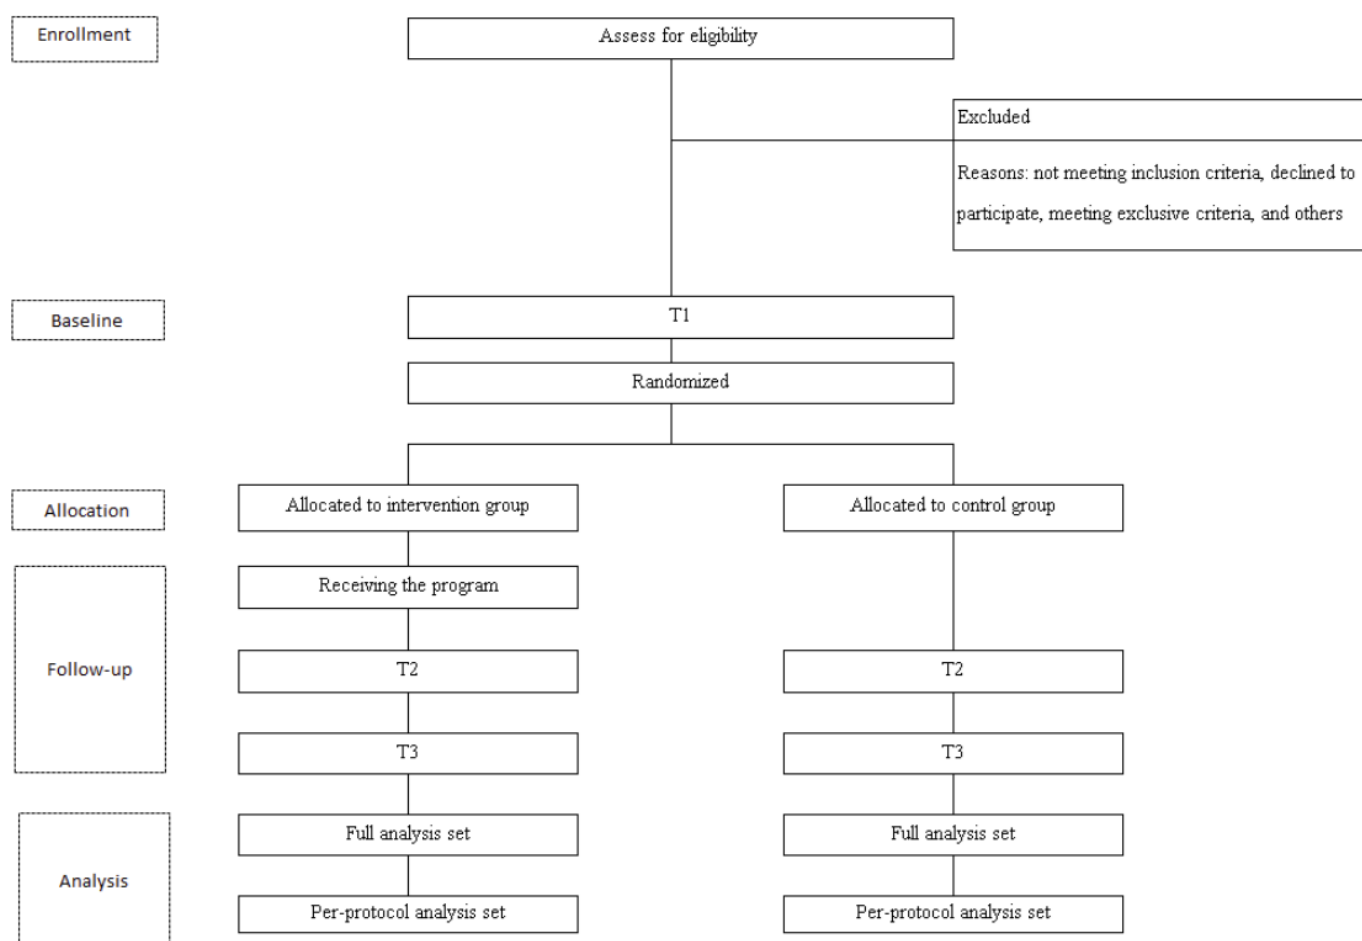 Enrollment
Assess for eligibility
Excluded
Reasons: not meeting inclusion criteria, declined to
participate, meeting exclusive criteria, and others
Baseline
T1
Randomized
Allocation
Allocated to intervention group
Allocated to control group
Follow-up
Receiving the program
T2
T2
T3
T3
Analysis
Full analysis set
Full analysis set
Per-protocol analysis set
Per-protocol analysis set